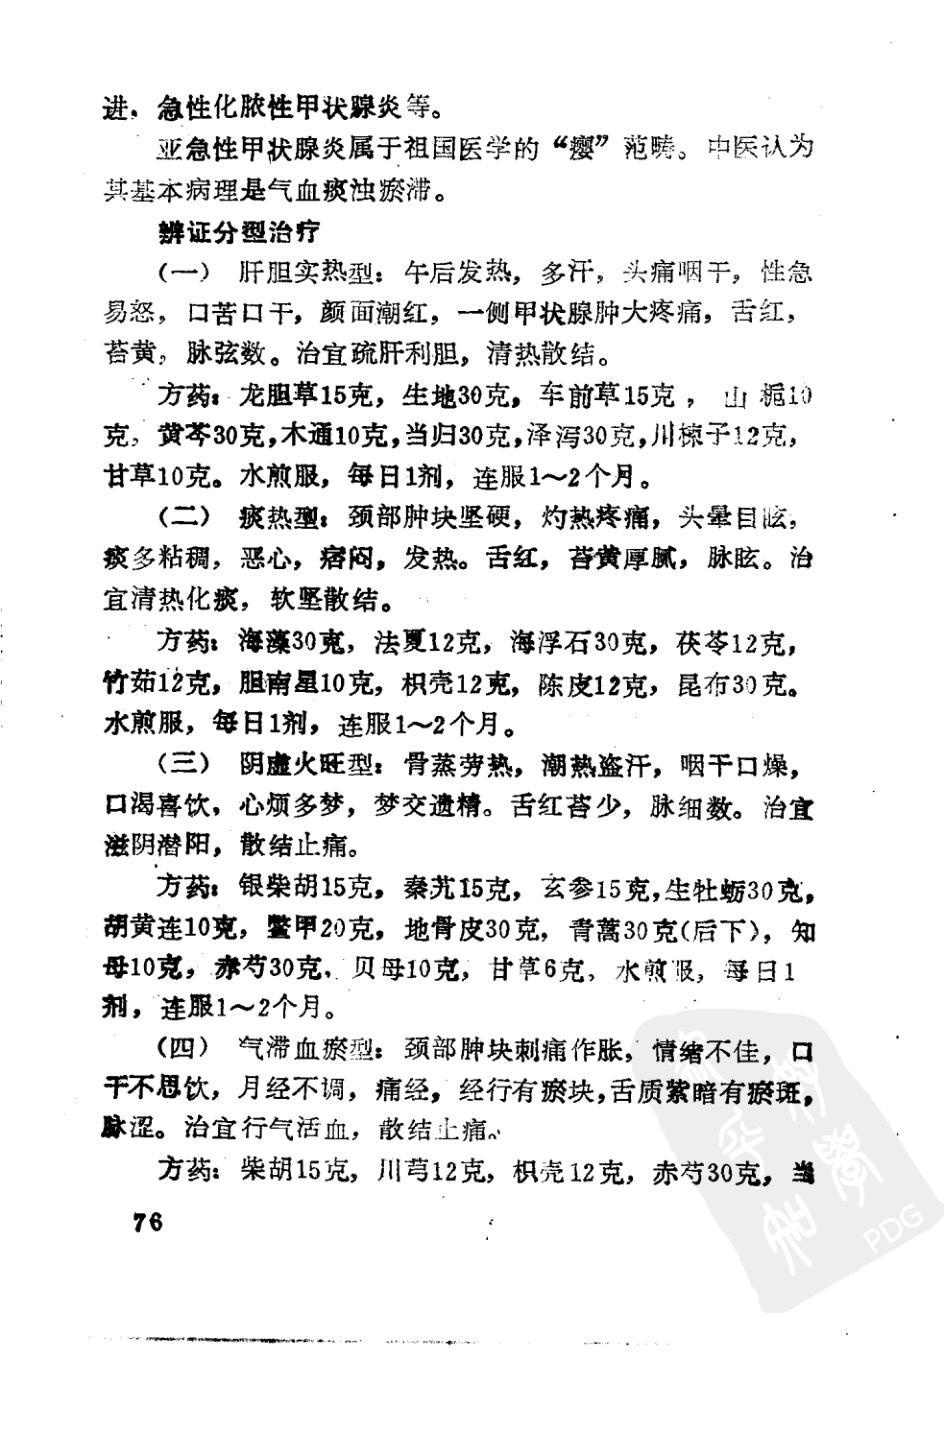 进，急性化脓性甲状腺炎等。
亚急性甲状腺炎属于祖国医学的“瘿”范畴。中医认为
其基本病理是气血痰浊瘀滞。
辨证分型治疗
（一） 肝胆实热型：午后发热，多汗，头痛咽干，性急
易怒，口苦口干，颜面潮红，一侧甲状腺肿大疼痛，舌红，
苔黄，脉弦数。治宜疏肝利胆，清热散结。
方药：龙胆草15克，生地30克，车前草15克，山栀10
克，黄芩30克，木通10克，当归30克，泽泻30克，川楝子12克，
甘草10克。水煎服，每日1剂，连服1～2个月。
（二） 痰热型：颈部肿块坚硬，灼热疼痛，头晕目眩，
痰多粘稠，恶心，痞闷，发热。舌红，苔黄厚腻，脉眩。治
宜清热化痰，软坚散结。
方药：海藻30克，法夏12克，海浮石30克，茯苓12克，
竹茹12克，胆南星10克，枳壳12克，陈皮12克，昆布30克。
水煎服，每日1剂，连服1～2个月。
（三） 阴虚火旺型：骨蒸劳热，潮热盗汗，咽干口燥，
口渴喜饮，心烦多梦，梦交遗精。舌红苔少，脉细数。治宜
滋阴潜阳，散结止痛。
方药：银柴胡15克，秦艽15克，玄参15克，生牡蛎30克，
胡黄连10克，鳖甲20克，地骨皮30克，青蒿30克（后下），知
母10克，赤芍30克，贝母10克，甘草6克，水煎服，每日1
剂，连服1～2个月。
（四） 气滞血瘀型：颈部肿块刺痛作胀，情绪不佳，口
干不思饮，月经不调，痛经，经行有瘀块，舌质紫暗有瘀斑，
脉涩。治宜行气活血，散结止痛。
方药：柴胡15克，川芎12克，枳壳12克，赤芍30克，当
76
PDG